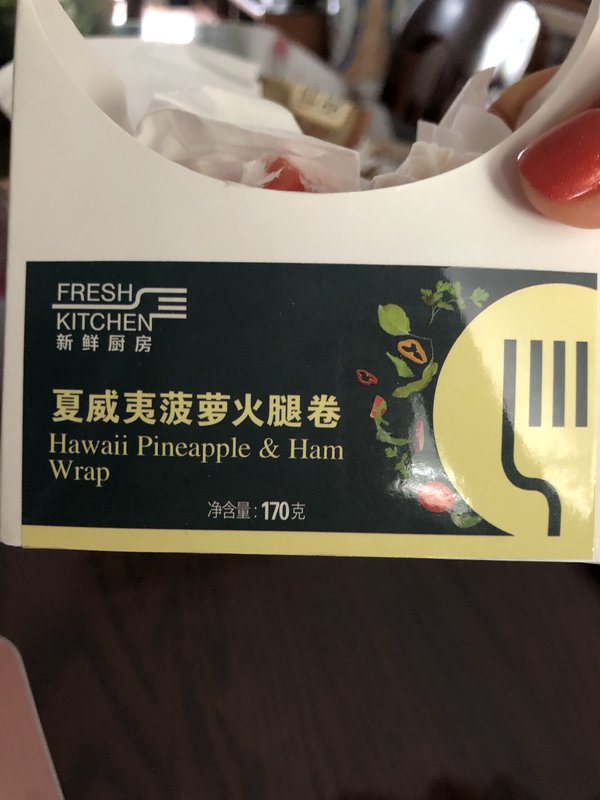 FRESH
KITCHEN
新鲜厨房
夏威夷菠萝火腿卷
Hawaii Pineapple & Ham
Wrap
净含量:170克